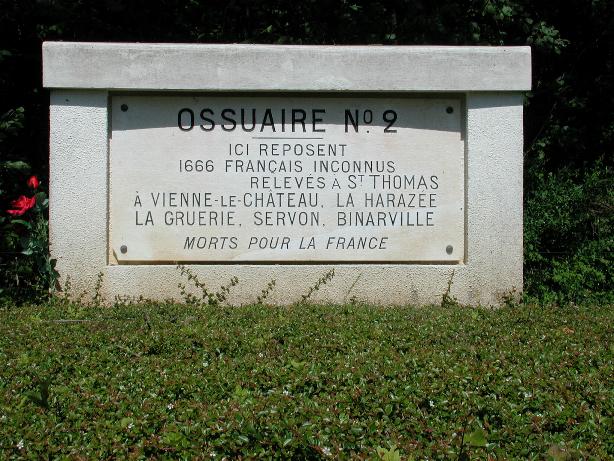 OSSUAIRE No. 2
ICI REPOSENT
1666 FRANÇAIS INCONNUS
RELEVÉS À ST THOMAS
À VIENNE-LE-CHÂTEAU, LA HARAZÉE
LA GRUERIE, SERVON, BINARVILLE
MORTS POUR LA FRANCE